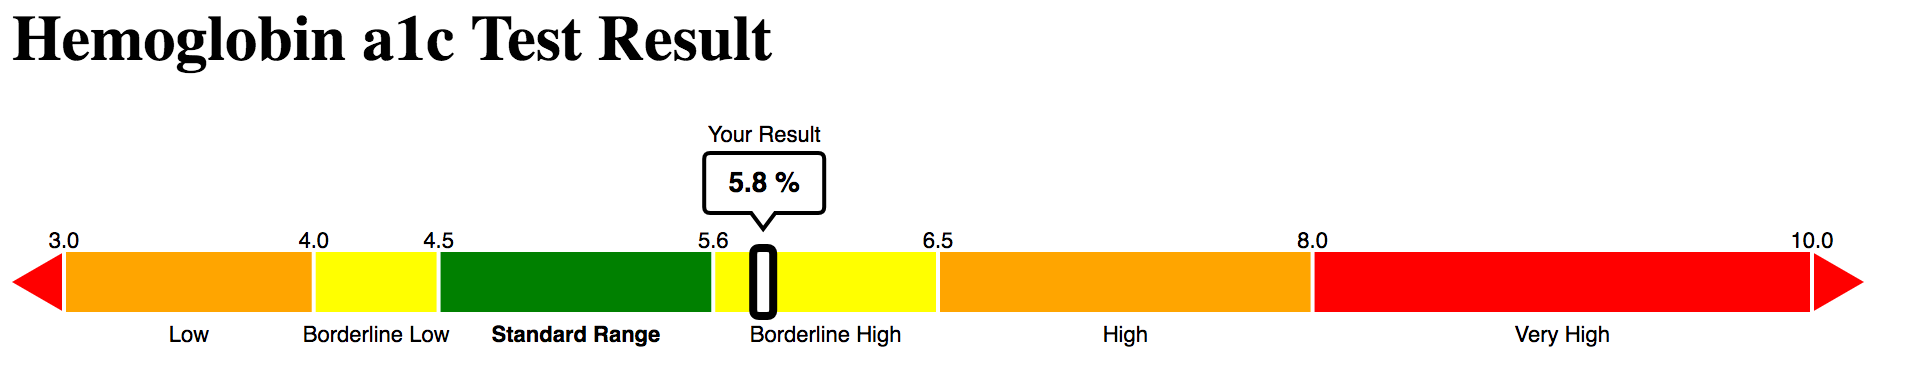 Hemoglobin a1c Test Result
Your Result
5.8 %
3.0 4.0 4.5 5.6 6.5 8.0 10.0
Low Borderline Low Standard Range Borderline High High Very High